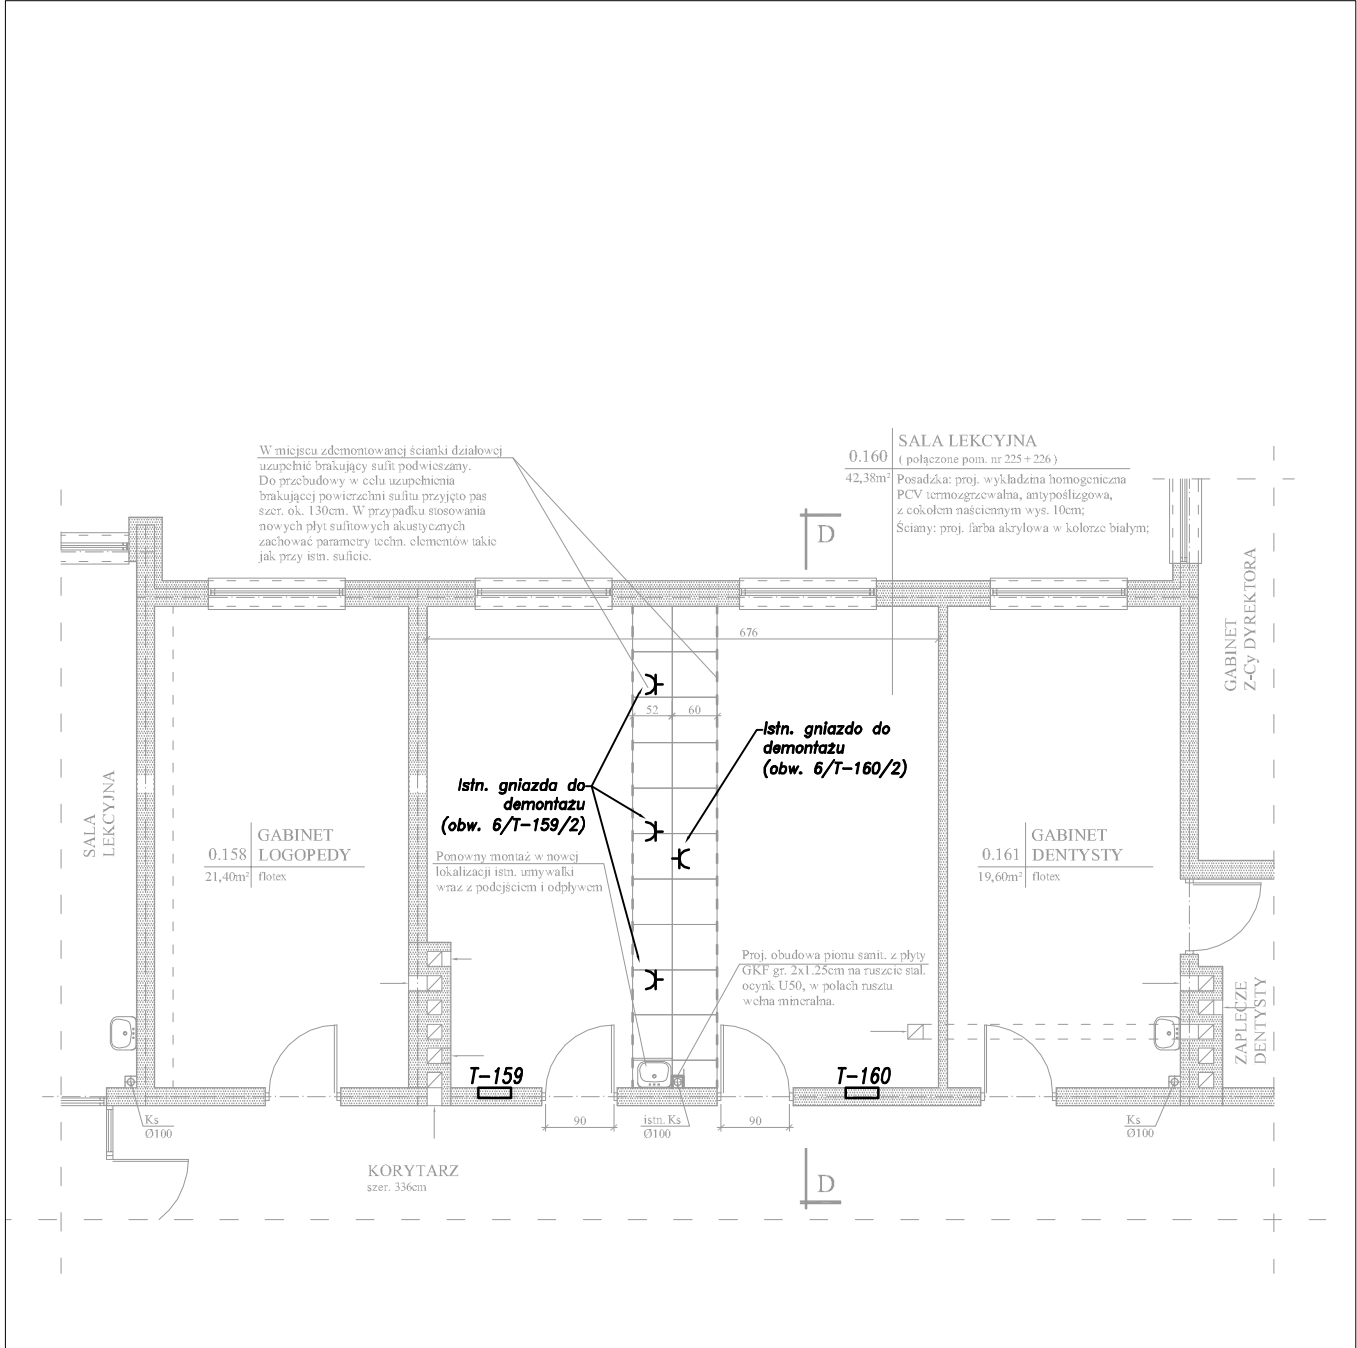 W miejscu zdemontowanej ścianki działowej
uzupełnić brakujący sufit podwieszany.
Do przebudowy w celu uzupełnienia
brakującej powierzchni sufitu przyjęto pas
szer. ok. 130cm. W przypadku stosowania
nowych płyt sufitowych akustycznych
zachować parametry techn. elementów takie
jak przy istn. suficie.
0.160
SALA LEKCYJNA
( połączone pom. nr 225+226 )
42,38m²
Posadzka: proj. wykładzina homogeniczna
PCV termozgrzewalna, antypoślizgowa,
z cokołem naściennym wys. 10cm;
Ściany: proj. farba akrylowa w kolorze białym;
D
GABINET
Z-Cy DYREKTORA
676
52
60
Istn. gniazdo do
demontażu
(obw. 6/T-160/2)
Istn. gniazda do
demontażu
(obw. 6/T-159/2)
SALA
LEKCYJNA
0.158
GABINET
LOGOPEDY
21,40m²
flotex
Ponowny montaż w nowej
lokalizacji istn. umywalki
wraz z podejściem i odpływem
0.161
GABINET
DENTYSTY
19,60m²
flotex
Proj. obudowa pionu sanit. z płyty
GKF gr. 2x1.25cm na ruszcie stal.
ocynk U50, w polach rusztu
wełna mineralna.
ZAPLECZE
DENTYSTY
T-159
T-160
Ks
Ø100
90
istn. Ks
Ø100
90
Ks
Ø100
KORYTARZ
szer. 336cm
D